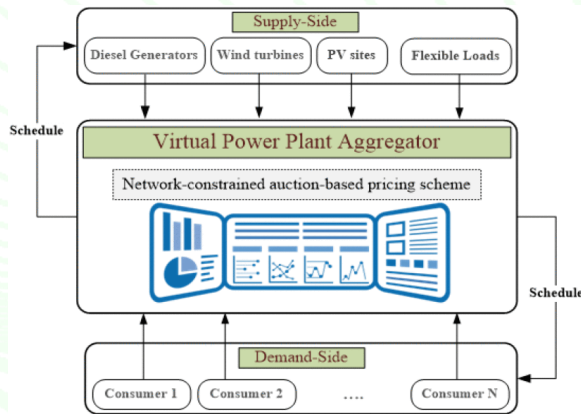 Supply-Side
Diesel Generators
Wind turbines
PV sites
Flexible Loads
Schedule
Virtual Power Plant Aggregator
Network-constrained auction-based pricing scheme
Schedule
Demand-Side
Consumer 1
Consumer 2
....
Consumer N